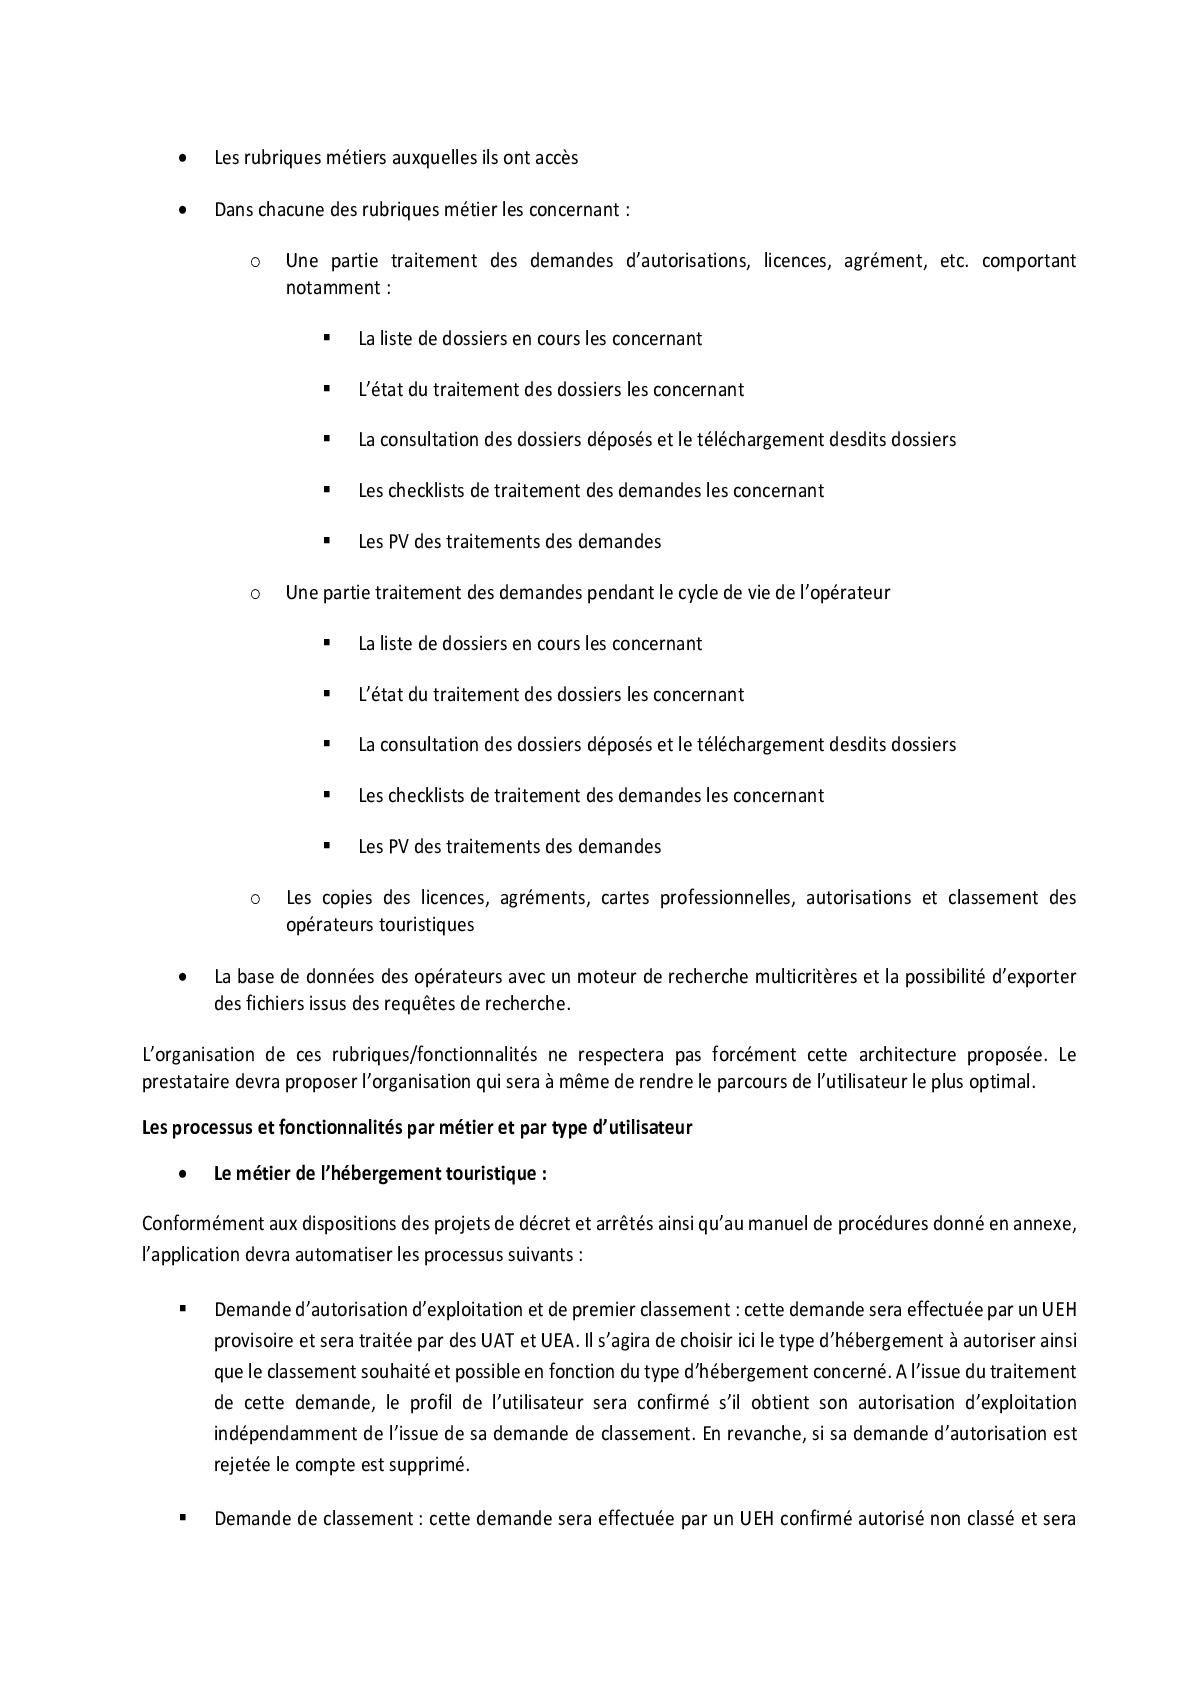 • Les rubriques métiers auxquelles ils ont accès
• Dans chacune des rubriques métier les concernant :
o Une partie traitement des demandes d’autorisations, licences, agrément, etc. comportant
notamment :
▪ La liste de dossiers en cours les concernant
▪ L’état du traitement des dossiers les concernant
▪ La consultation des dossiers déposés et le téléchargement desdits dossiers
▪ Les checklists de traitement des demandes les concernant
▪ Les PV des traitements des demandes
o Une partie traitement des demandes pendant le cycle de vie de l’opérateur
▪ La liste de dossiers en cours les concernant
▪ L’état du traitement des dossiers les concernant
▪ La consultation des dossiers déposés et le téléchargement desdits dossiers
▪ Les checklists de traitement des demandes les concernant
▪ Les PV des traitements des demandes
o Les copies des licences, agréments, cartes professionnelles, autorisations et classement des
opérateurs touristiques
• La base de données des opérateurs avec un moteur de recherche multicritères et la possibilité d’exporter
des fichiers issus des requêtes de recherche.
L’organisation de ces rubriques/fonctionnalités ne respectera pas forcément cette architecture proposée. Le
prestataire devra proposer l’organisation qui sera à même de rendre le parcours de l’utilisateur le plus optimal.
Les processus et fonctionnalités par métier et par type d’utilisateur
• Le métier de l’hébergement touristique :
Conformément aux dispositions des projets de décret et arrêtés ainsi qu’au manuel de procédures donné en annexe,
l’application devra automatiser les processus suivants :
▪ Demande d’autorisation d’exploitation et de premier classement : cette demande sera effectuée par un UEH
provisoire et sera traitée par des UAT et UEA. Il s’agira de choisir ici le type d’hébergement à autoriser ainsi
que le classement souhaité et possible en fonction du type d’hébergement concerné. A l’issue du traitement
de cette demande, le profil de l’utilisateur sera confirmé s’il obtient son autorisation d’exploitation
indépendamment de l’issue de sa demande de classement. En revanche, si sa demande d’autorisation est
rejetée le compte est supprimé.
▪ Demande de classement : cette demande sera effectuée par un UEH confirmé autorisé non classé et sera